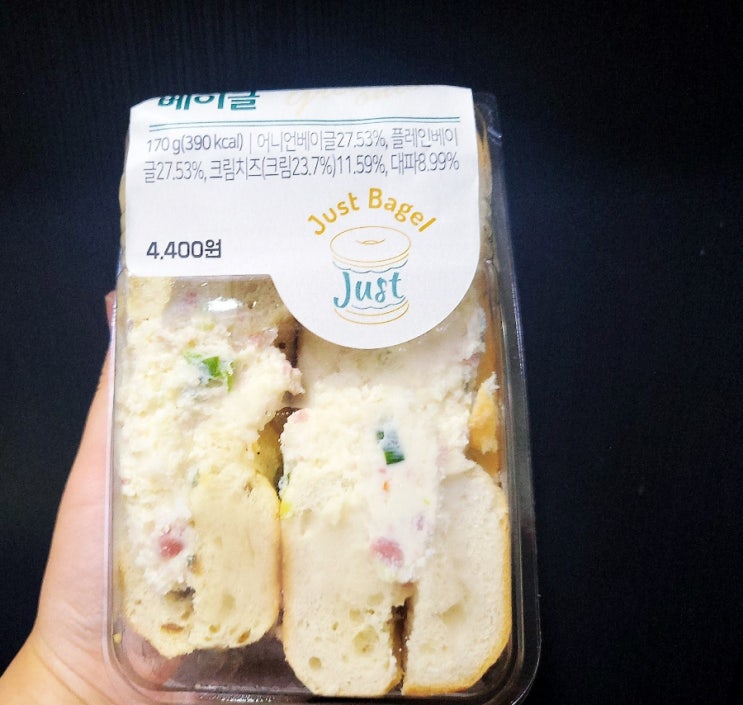 베이글
170 g(390 kcal) | 어니언베이글27.53%, 플레인베이
글27.53%, 크림치즈(크림23.7%)11.59%, 대파8.99%
Just Bagel
4,400원
Just